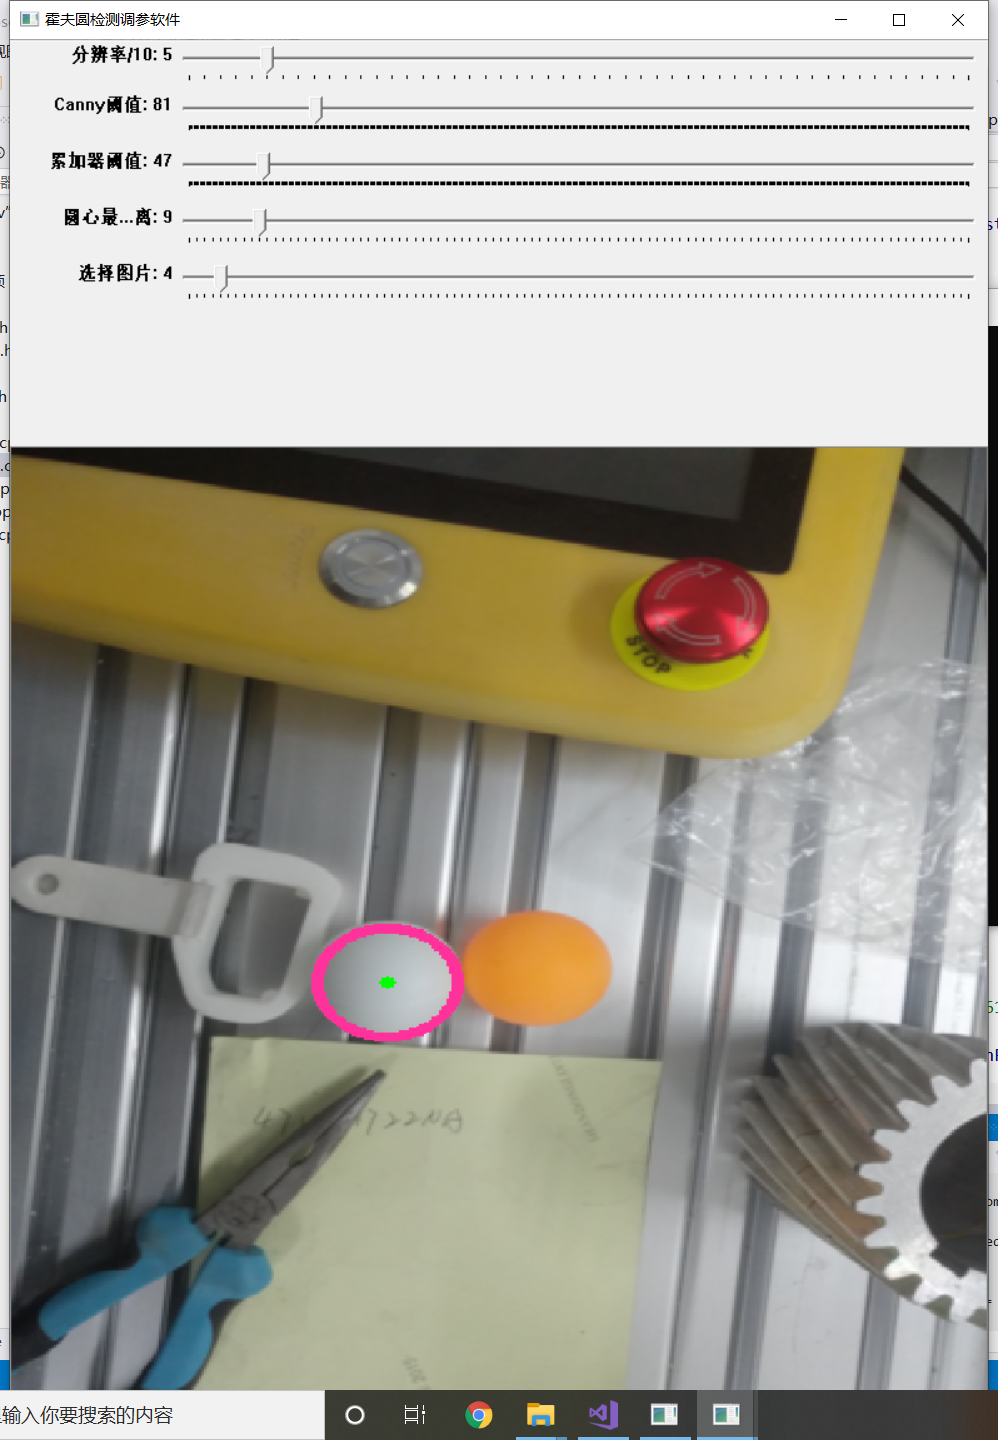 霍夫圆检测调参软件
分辨率/10: 5
Canny阈值: 81
累加器阈值: 47
圆心最...离: 9
选择图片: 4
STOP
输入你要搜索的内容